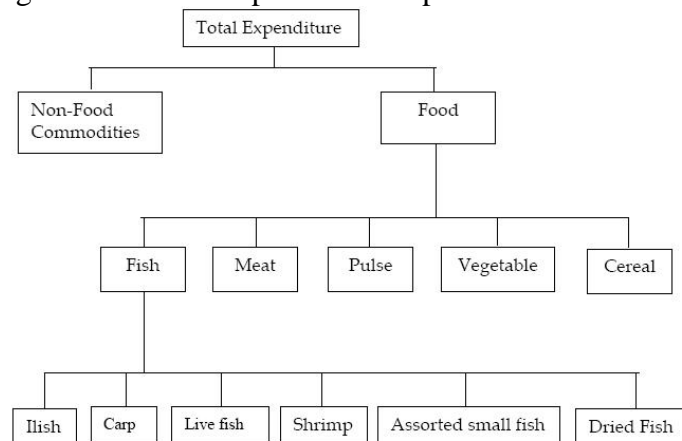 Total Expenditure
Non-Food
Commodities
Food
Fish
Meat
Pulse
Vegetable
Cereal
Ilish
Carp
Live fish
Shrimp
Assorted small fish
Dried Fish